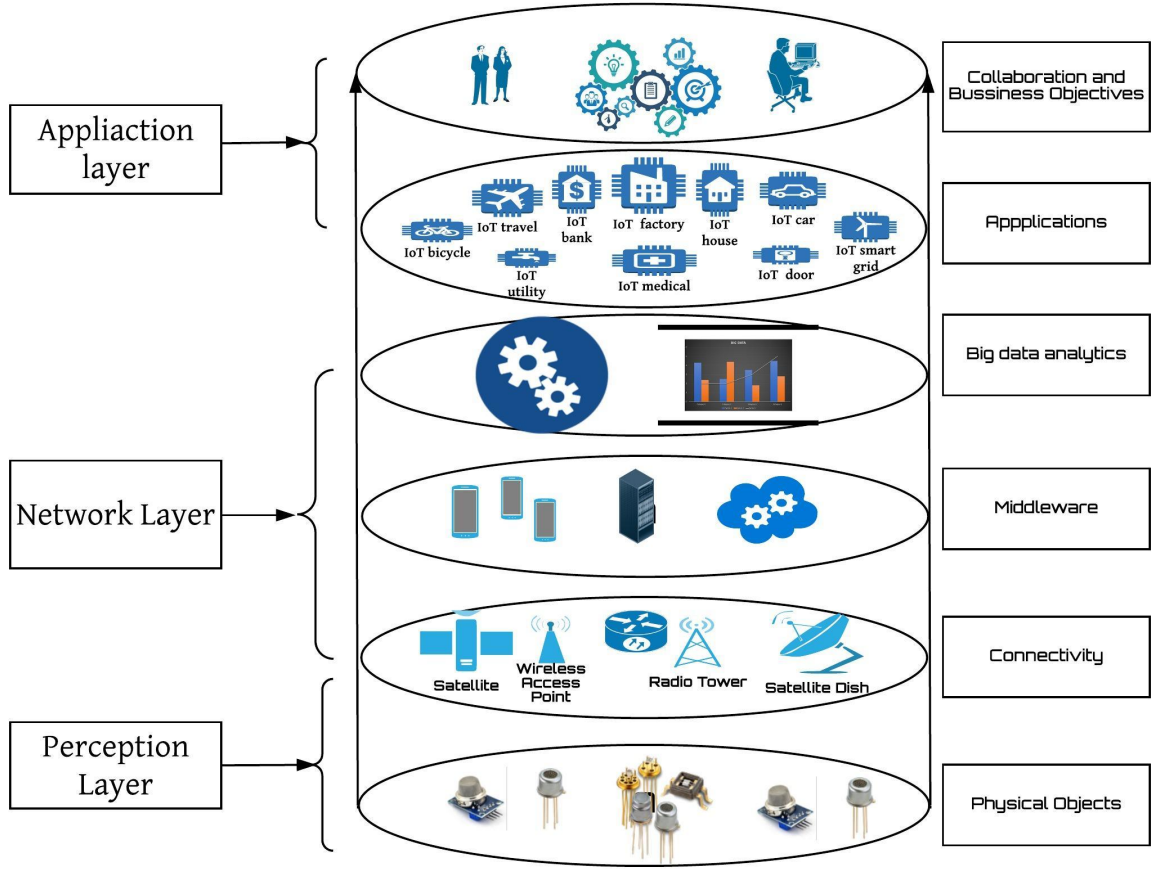 Appliaction
layer
Network Layer
Perception
Layer
IoT bicycle
IoT travel
IoT
bank
IoT factory
IoT
house
IoT car
IoT smart
grid
IoT
utility
IoT medical
IoT door
BIG DATA
Satellite
Wireless
Access
Point
Radio Tower
Satellite Dish
Collaboration and
Bussiness Objectives
Appplications
Big data analytics
Middleware
Connectivity
Physical Objects